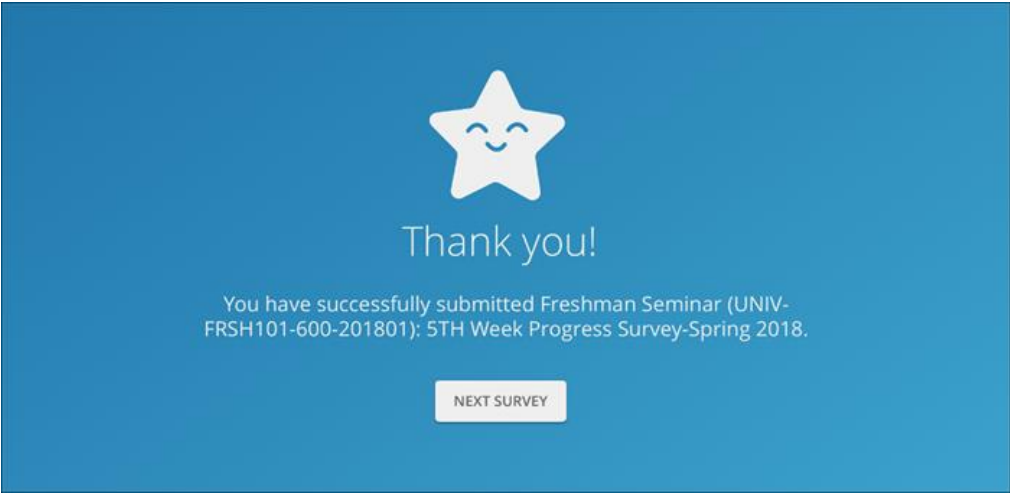 Thank you!
You have successfully submitted Freshman Seminar (UNIV-
FRSH101-600-201801): 5TH Week Progress Survey-Spring 2018.
NEXT SURVEY